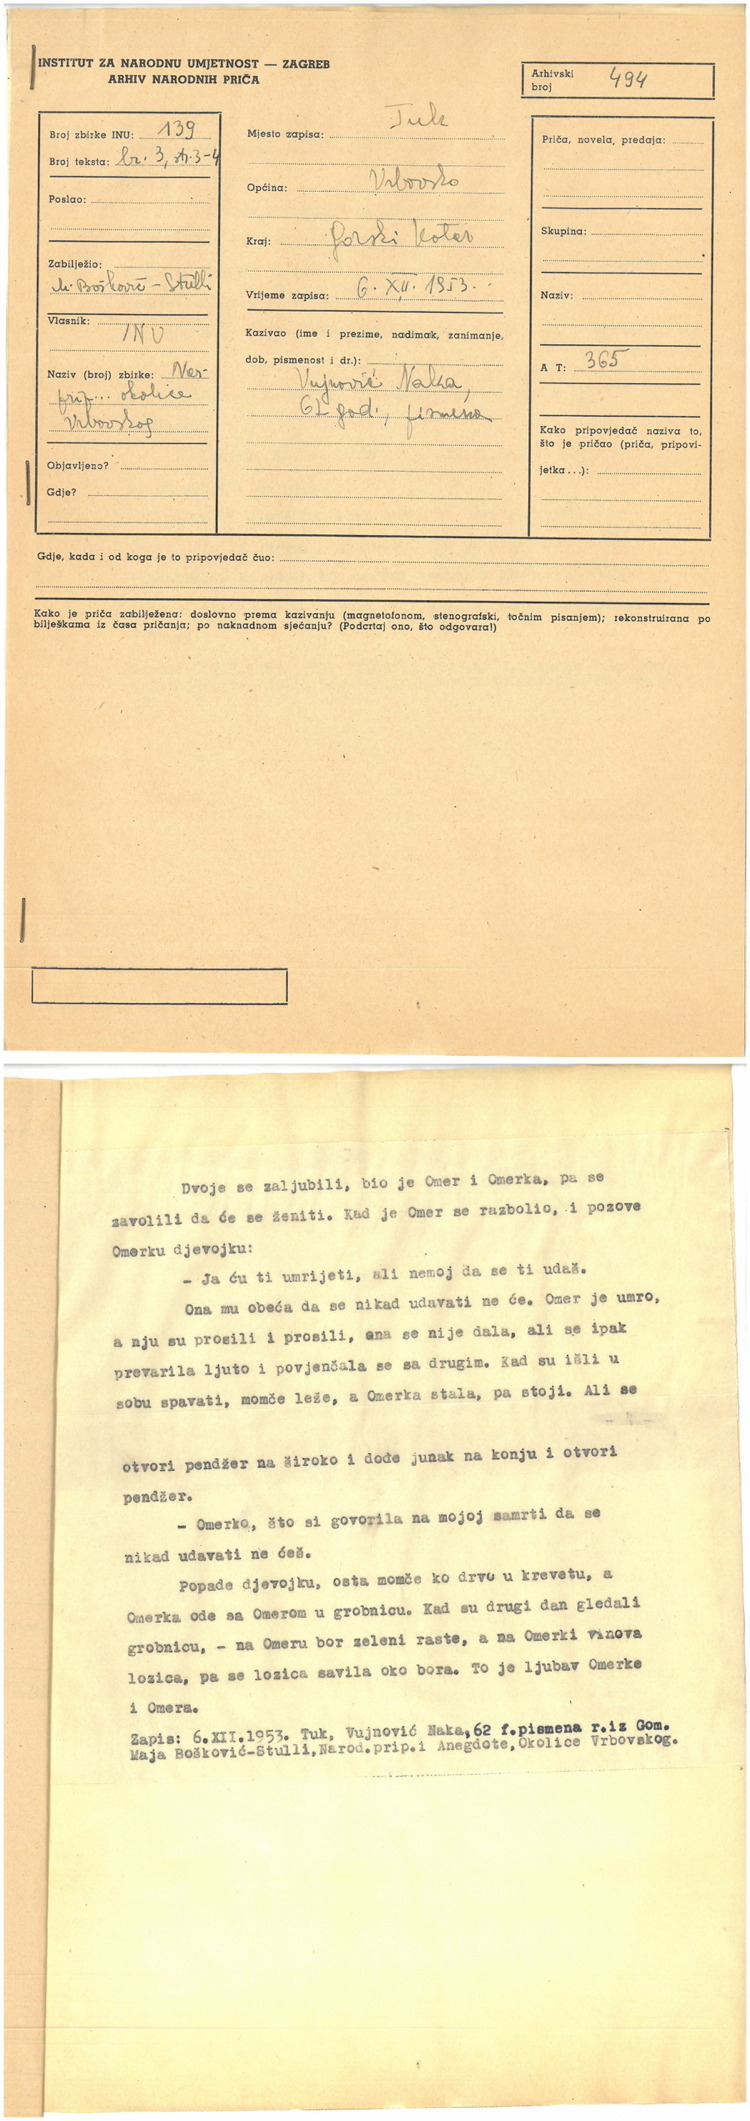 INSTITUT ZA NARODNU UMJETNOST — ZAGREB
ARHIV NARODNIH PRIČA
Arhivski broj 494
Broj zbirke INU: 139
Broj teksta: br. 3, str. 3-4
Poslao:
Zabilježio:
M. Bošković-Stulli
Vlasnik:
INU
Naziv (broj) zbirke: Nar.
prip... okolice
Vrbovskog
Objavljeno?
Gdje?
Mjesto zapisa: Tuk
Općina: Vrbovsko
Kraj: Gorski Kotar
Vrijeme zapisa: 6. XII. 1953.
Kazivao (ime i prezime, nadimak, zanimanje,
dob, pismenost i dr.):
Vujnović Naka,
62 god., pismena
Priča, novela, predaja:
Skupina:
Naziv:
A T: 365
Kako pripovjedač naziva to,
što je pričao (priča, pripovi-
jetka...):
Gdje, kada i od koga je to pripovjedač čuo:
Kako je priča zabilježena: doslovno prema kazivanju (magnetofonom, stenografski, točnim pisanjem); rekonstruirana po
bilješkama iz časa pričanja; po naknadnom sjećanju? (Podcrtaj ono, što odgovara!)
Dvoje se zaljubili, bio je Omer i Omerka, pa se
zavolili da će se ženiti. Kad je Omer se razbolio, i pozove
Omerku djevojku:
– Ja ću ti umrijeti, ali nemoj da se ti udaš.
Ona mu obeća da se nikad udavati ne će. Omer je umro,
a nju su prosili i prosili, ona se nije dala, ali se ipak
prevarila ljuto i povjenčala se sa drugim. Kad su išli u
sobu spavati, momče leže, a Omerka stala, pa stoji. Ali se
otvori pendžer na široko i dođe junak na konju i otvori
pendžer.
– Omerko, što si govorila na mojoj samrti da se
nikad udavati ne ćeš.
Popade djevojku, osta momče ko drvo u krevetu, a
Omerka ode sa Omerom u grobnicu. Kad su drugi dan gledali
grobnicu, – na Omeru bor zeleni raste, a na Omerki vinova
lozica, pa se lozica savila oko bora. To je ljubav Omerke
i Omera.
Zapis: 6.XII.1953. Tuk, Vujnović Naka,62 f.pismena r.iz Gom.
Maja Bošković-Stulli,Narod.prip.i Anegdote,Okolice Vrbovskog.